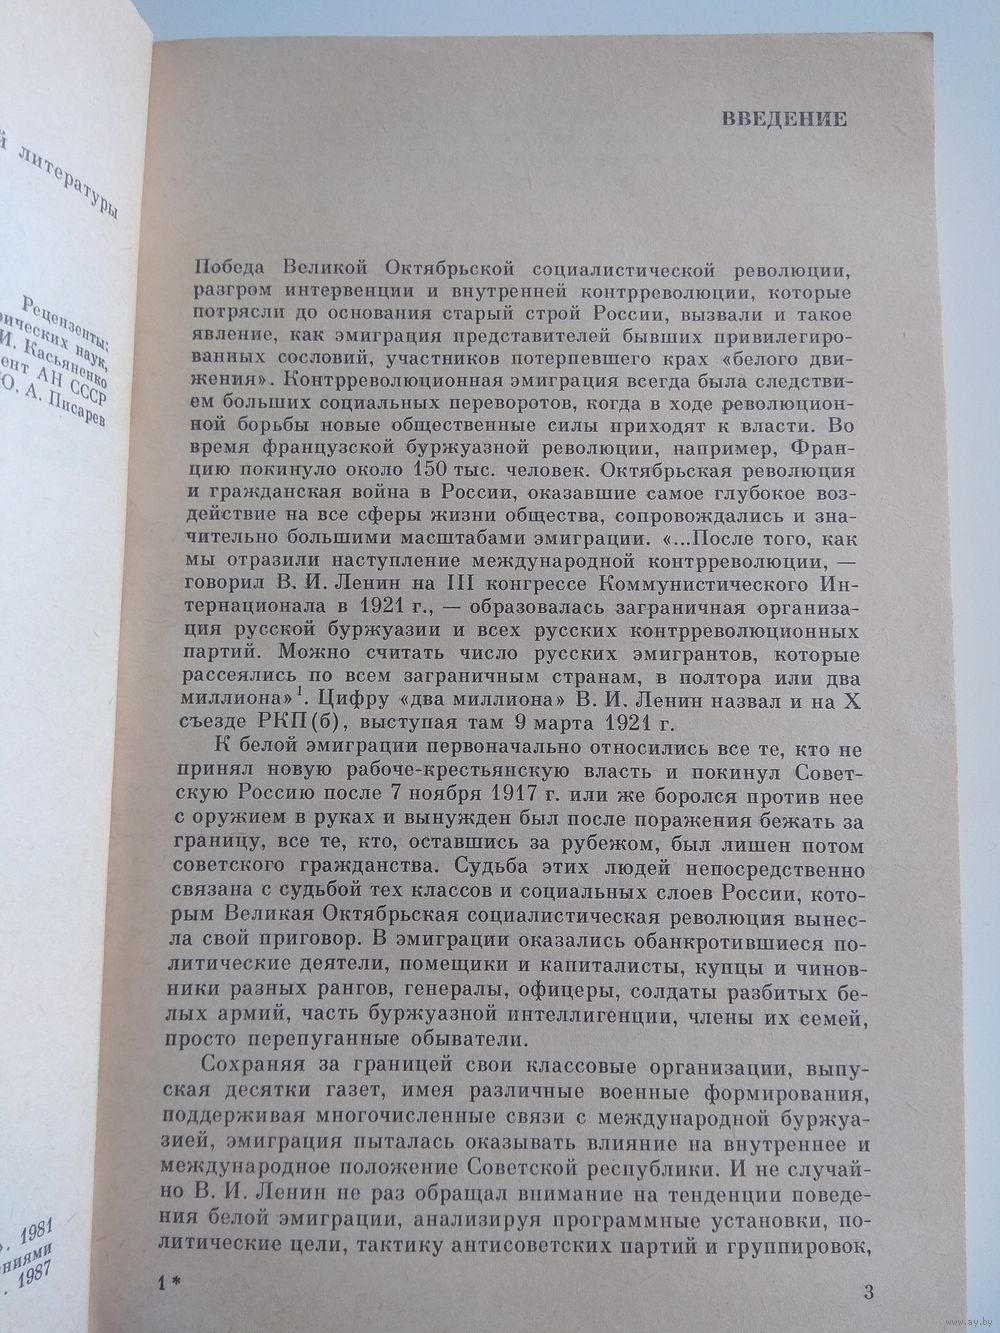 й литературы
Рецензенты:
рических наук,
И. Касьяненко
ент АН СССР
Ю. А. Писарев
1981
ниями
1987
ВВЕДЕНИЕ
Победа Великой Октябрьской социалистической революции,
разгром интервенции и внутренней контрреволюции, которые
потрясли до основания старый строй России, вызвали и такое
явление, как эмиграция представителей бывших привилегиро-
ванных сословий, участников потерпевшего крах «белого дви-
жения». Контрреволюционная эмиграция всегда была следстви-
ем больших социальных переворотов, когда в ходе революцион-
ной борьбы новые общественные силы приходят к власти. Во
время французской буржуазной революции, например, Фран-
цию покинуло около 150 тыс. человек. Октябрьская революция
и гражданская война в России, оказавшие самое глубокое воз-
действие на все сферы жизни общества, сопровождались и зна-
чительно большими масштабами эмиграции. «...После того, как
мы отразили наступление международной контрреволюции, —
говорил В. И. Ленин на III конгрессе Коммунистического Ин-
тернационала в 1921 г., — образовалась заграничная организа-
ция русской буржуазии и всех русских контрреволюционных
партий. Можно считать число русских эмигрантов, которые
рассеялись по всем заграничным странам, в полтора или два
миллиона»¹. Цифру «два миллиона» В. И. Ленин назвал и на X
съезде РКП(б), выступая там 9 марта 1921 г.
К белой эмиграции первоначально относились все те, кто не
принял новую рабоче-крестьянскую власть и покинул Совет-
скую Россию после 7 ноября 1917 г. или же боролся против нее
с оружием в руках и вынужден был после поражения бежать за
границу, все те, кто, оставшись за рубежом, был лишен потом
советского гражданства. Судьба этих людей непосредственно
связана с судьбой тех классов и социальных слоев России, кото-
рым Великая Октябрьская социалистическая революция вынес-
ла свой приговор. В эмиграции оказались обанкротившиеся по-
литические деятели, помещики и капиталисты, купцы и чинов-
ники разных рангов, генералы, офицеры, солдаты разбитых бе-
лых армий, часть буржуазной интеллигенции, члены их семей,
просто перепуганные обыватели.
Сохраняя за границей свои классовые организации, выпу-
ская десятки газет, имея различные военные формирования,
поддерживая многочисленные связи с международной буржуа-
зией, эмиграция пыталась оказывать влияние на внутреннее и
международное положение Советской республики. И не случай-
но В. И. Ленин не раз обращал внимание на тенденции поведе-
ния белой эмиграции, анализируя программные установки, по-
литические цели, тактику антисоветских партий и группировок,
1 *
3
www.ay.by